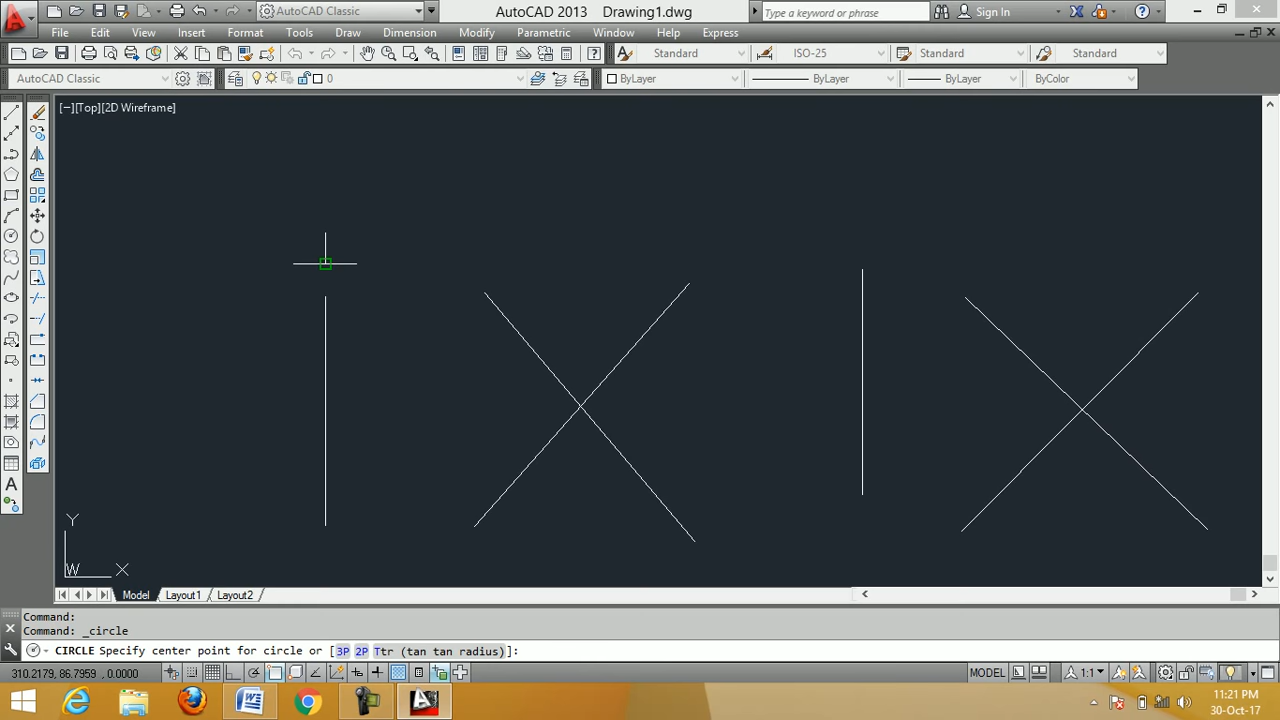 AutoCAD Classic
AutoCAD 2013 Drawing1.dwg
Type a keyword or phrase
Sign In
File Edit View Insert Format Tools Draw Dimension Modify Parametric Window Help Express
Standard ISO-25 Standard Standard
AutoCAD Classic 0 ByLayer ByLayer ByLayer ByColor
[−][Top][2D Wireframe]
A
Y
W X
Model Layout1 Layout2
Command:
Command: _circle
CIRCLE Specify center point for circle or [3P 2P Ttr (tan tan radius)]:
310.2179, 86.7959, 0.0000 MODEL 1:1
11:21 PM
30-Oct-17